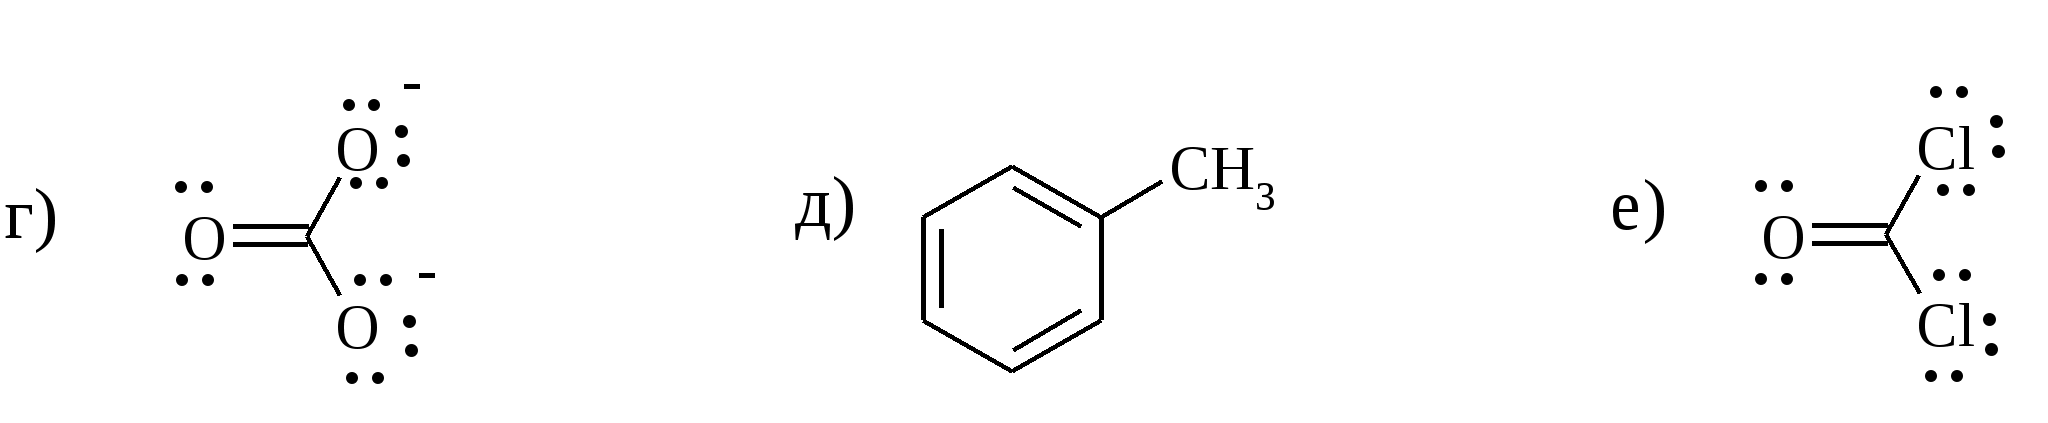 г) O O - O -
д) CH3
е) O Cl Cl